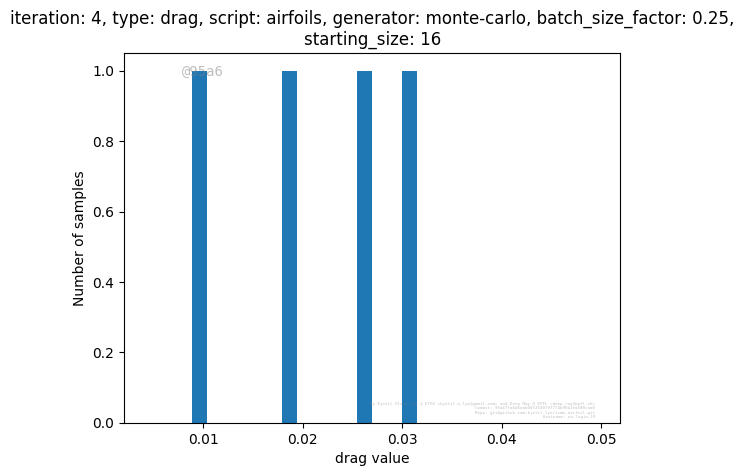 iteration: 4, type: drag, script: airfoils, generator: monte-carlo, batch_size_factor: 0.25,
starting_size: 16
@95a6
1.0
0.8
0.6
0.4
0.2
0.0
Number of samples
0.01
0.02
0.03
0.04
0.05
drag value